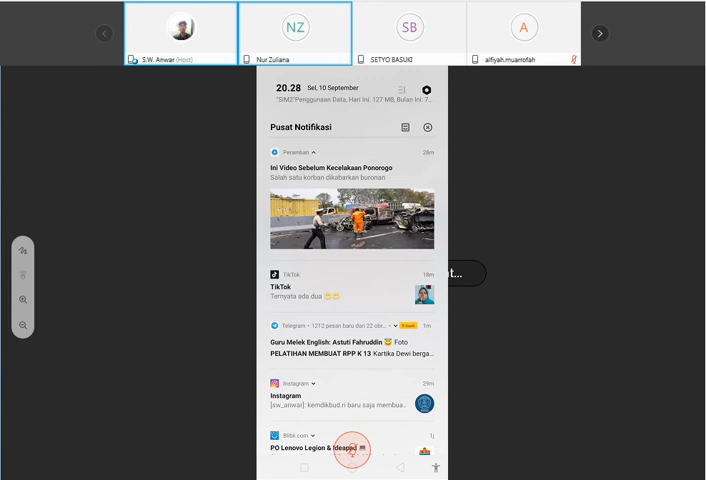 NZ
SB
A
S.W. Anwar (Host)
Nur Zuliana
SETYO BASUKI
alfiyah.muarrofah
20.28 Sel, 10 September
"SIM2"Penggunaan Data, Hari Ini: 127 MB, Bulan Ini: 7...
Pusat Notifikasi
Peramban 28m
Ini Video Sebelum Kecelakaan Ponorogo
Salah satu korban dikabarkan buronan
TikTok 18m
TikTok
Ternyata ada dua 😁😁
t...
Telegram • 1212 pesan baru dari 22 obr... 1m
Guru Melek English: Astuti Fahruddin 😇 Foto
PELATIHAN MEMBUAT RPP K 13 Kartika Dewi berga...
Instagram 29m
Instagram
[sw_anwar]: kemdikbud.ri baru saja membua...
Blibli.com 1j
PO Lenovo Legion & Ideapad 💻